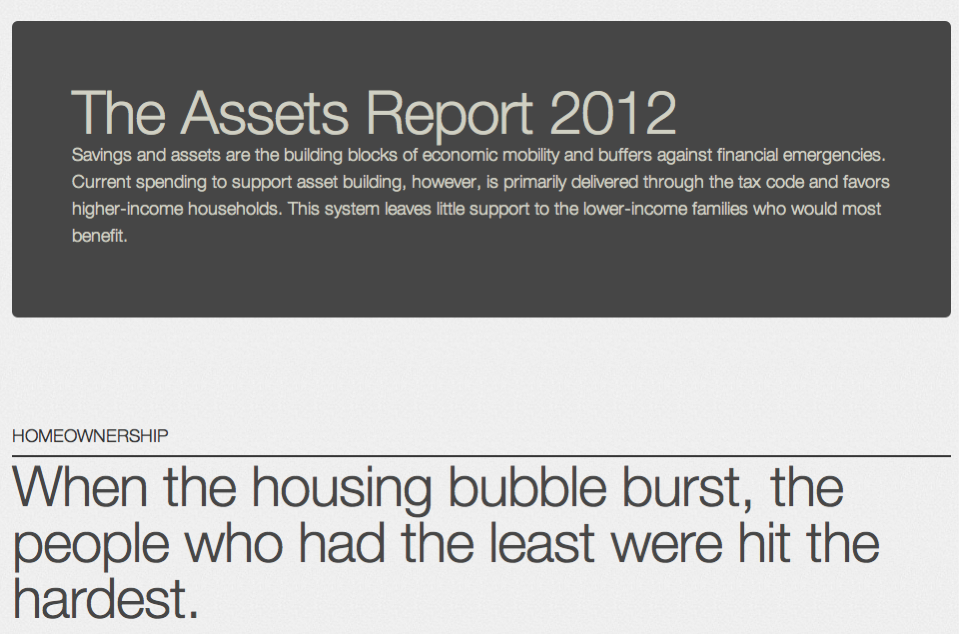 The Assets Report 2012
Savings and assets are the building blocks of economic mobility and buffers against financial emergencies.
Current spending to support asset building, however, is primarily delivered through the tax code and favors
higher-income households. This system leaves little support to the lower-income families who would most
benefit.
HOMEOWNERSHIP
When the housing bubble burst, the
people who had the least were hit the
hardest.